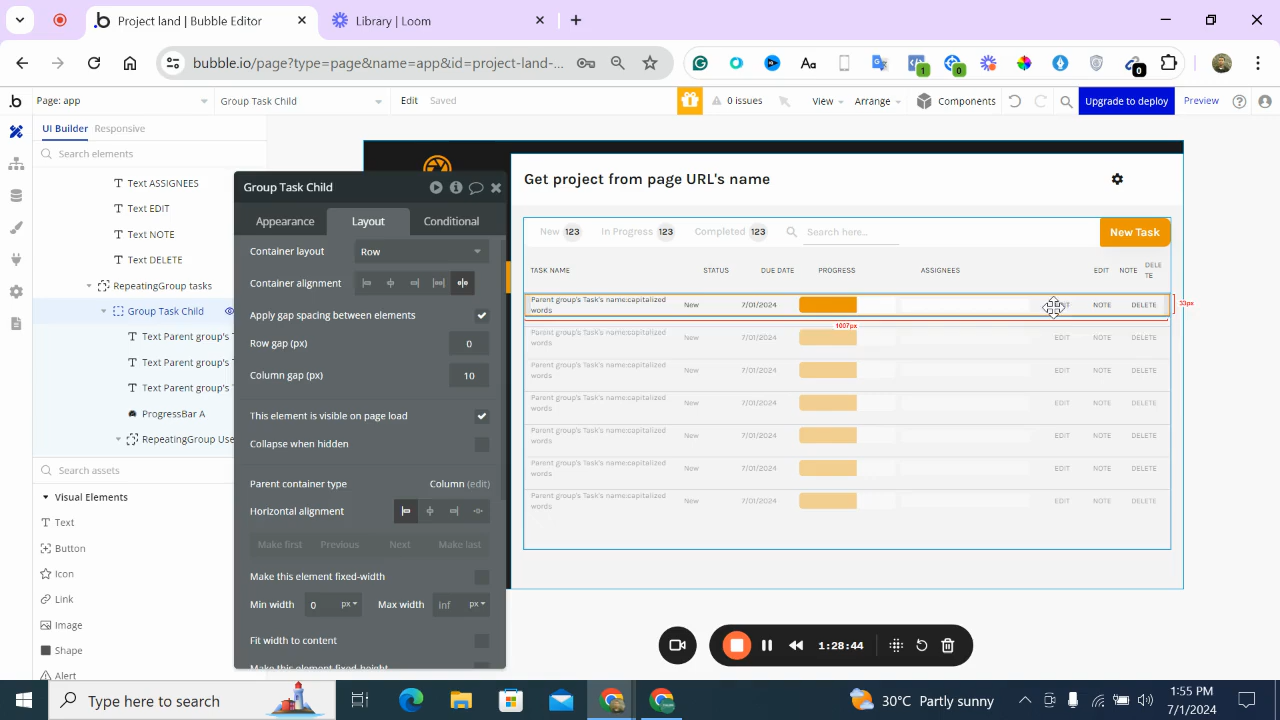 Project land | Bubble Editor
Library | Loom
bubble.io/page?type=page&name=app&id=project-land-...
1
0
0
Page: app
Group Task Child
Edit
Saved
0 issues
View
Arrange
Components
Upgrade to deploy
Preview
UI Builder
Responsive
Search elements
Text ASSIGNEES
Text EDIT
Text NOTE
Text DELETE
RepeatingGroup tasks
Group Task Child
Text Parent group's
Text Parent group's
Text Parent group's
ProgressBar A
RepeatingGroup Use
Search assets
Visual Elements
Text
Button
Icon
Link
Image
Shape
Alert
Group Task Child
Appearance
Layout
Conditional
Container layout
Row
Container alignment
Apply gap spacing between elements
Row gap (px)
0
Column gap (px)
10
This element is visible on page load
Collapse when hidden
Parent container type
Column (edit)
Horizontal alignment
Make first
Previous
Next
Make last
Make this element fixed-width
Min width
0
px
Max width
inf
px
Fit width to content
Make this element fixed-height
Get project from page URL's name
New 123
In Progress 123
Completed 123
Search here...
New Task
TASK NAME
STATUS
DUE DATE
PROGRESS
ASSIGNEES
EDIT
NOTE
DELE
TE
Parent group's Task's name:capitalized
words
New
7/01/2024
NOTE
DELETE
33px
1007px
Parent group's Task's name:capitalized
words
New
7/01/2024
EDIT
NOTE
DELETE
Parent group's Task's name:capitalized
words
New
7/01/2024
EDIT
NOTE
DELETE
Parent group's Task's name:capitalized
words
New
7/01/2024
EDIT
NOTE
DELETE
Parent group's Task's name:capitalized
words
New
7/01/2024
EDIT
NOTE
DELETE
Parent group's Task's name:capitalized
words
New
7/01/2024
EDIT
NOTE
DELETE
Parent group's Task's name:capitalized
words
New
7/01/2024
EDIT
NOTE
DELETE
1:28:44
Type here to search
30°C Partly sunny
1:55 PM
7/1/2024